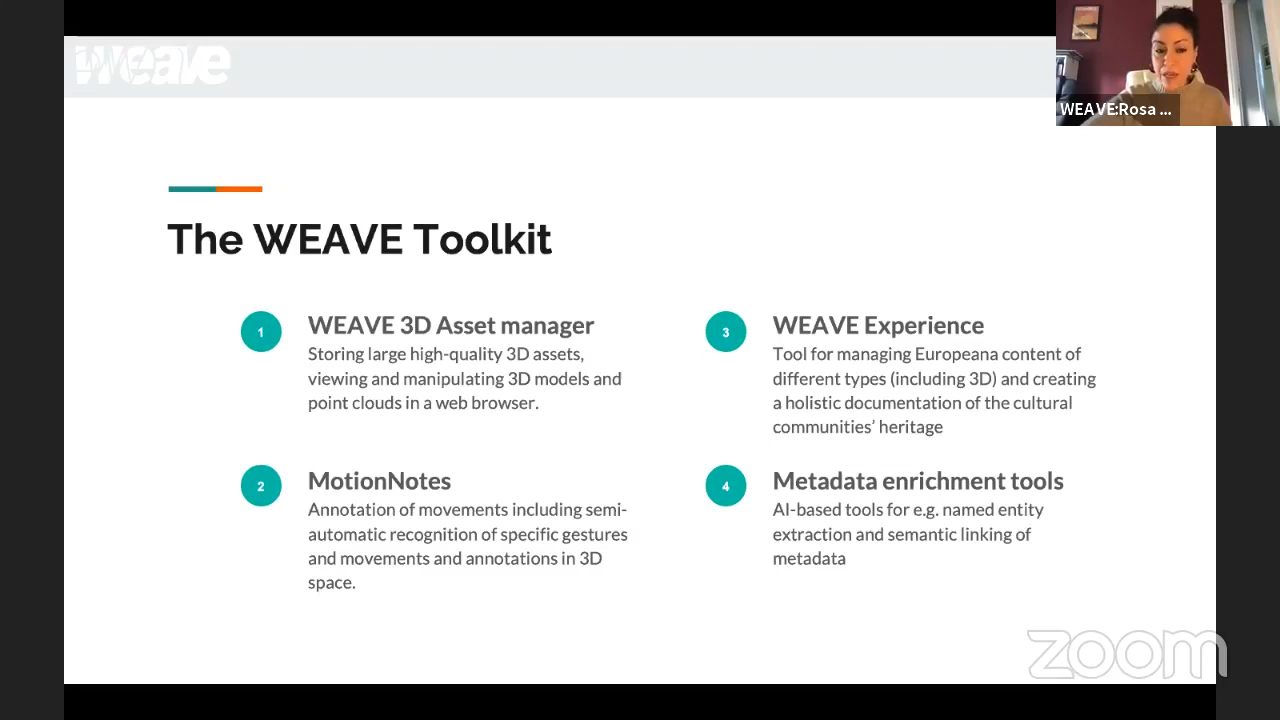 weave
WEAVE:Rosa ...
The WEAVE Toolkit
1
WEAVE 3D Asset manager
Storing large high-quality 3D assets,
viewing and manipulating 3D models and
point clouds in a web browser.
2
MotionNotes
Annotation of movements including semi-
automatic recognition of specific gestures
and movements and annotations in 3D
space.
3
WEAVE Experience
Tool for managing Europeana content of
different types (including 3D) and creating
a holistic documentation of the cultural
communities’ heritage
4
Metadata enrichment tools
AI-based tools for e.g. named entity
extraction and semantic linking of
metadata
zoom